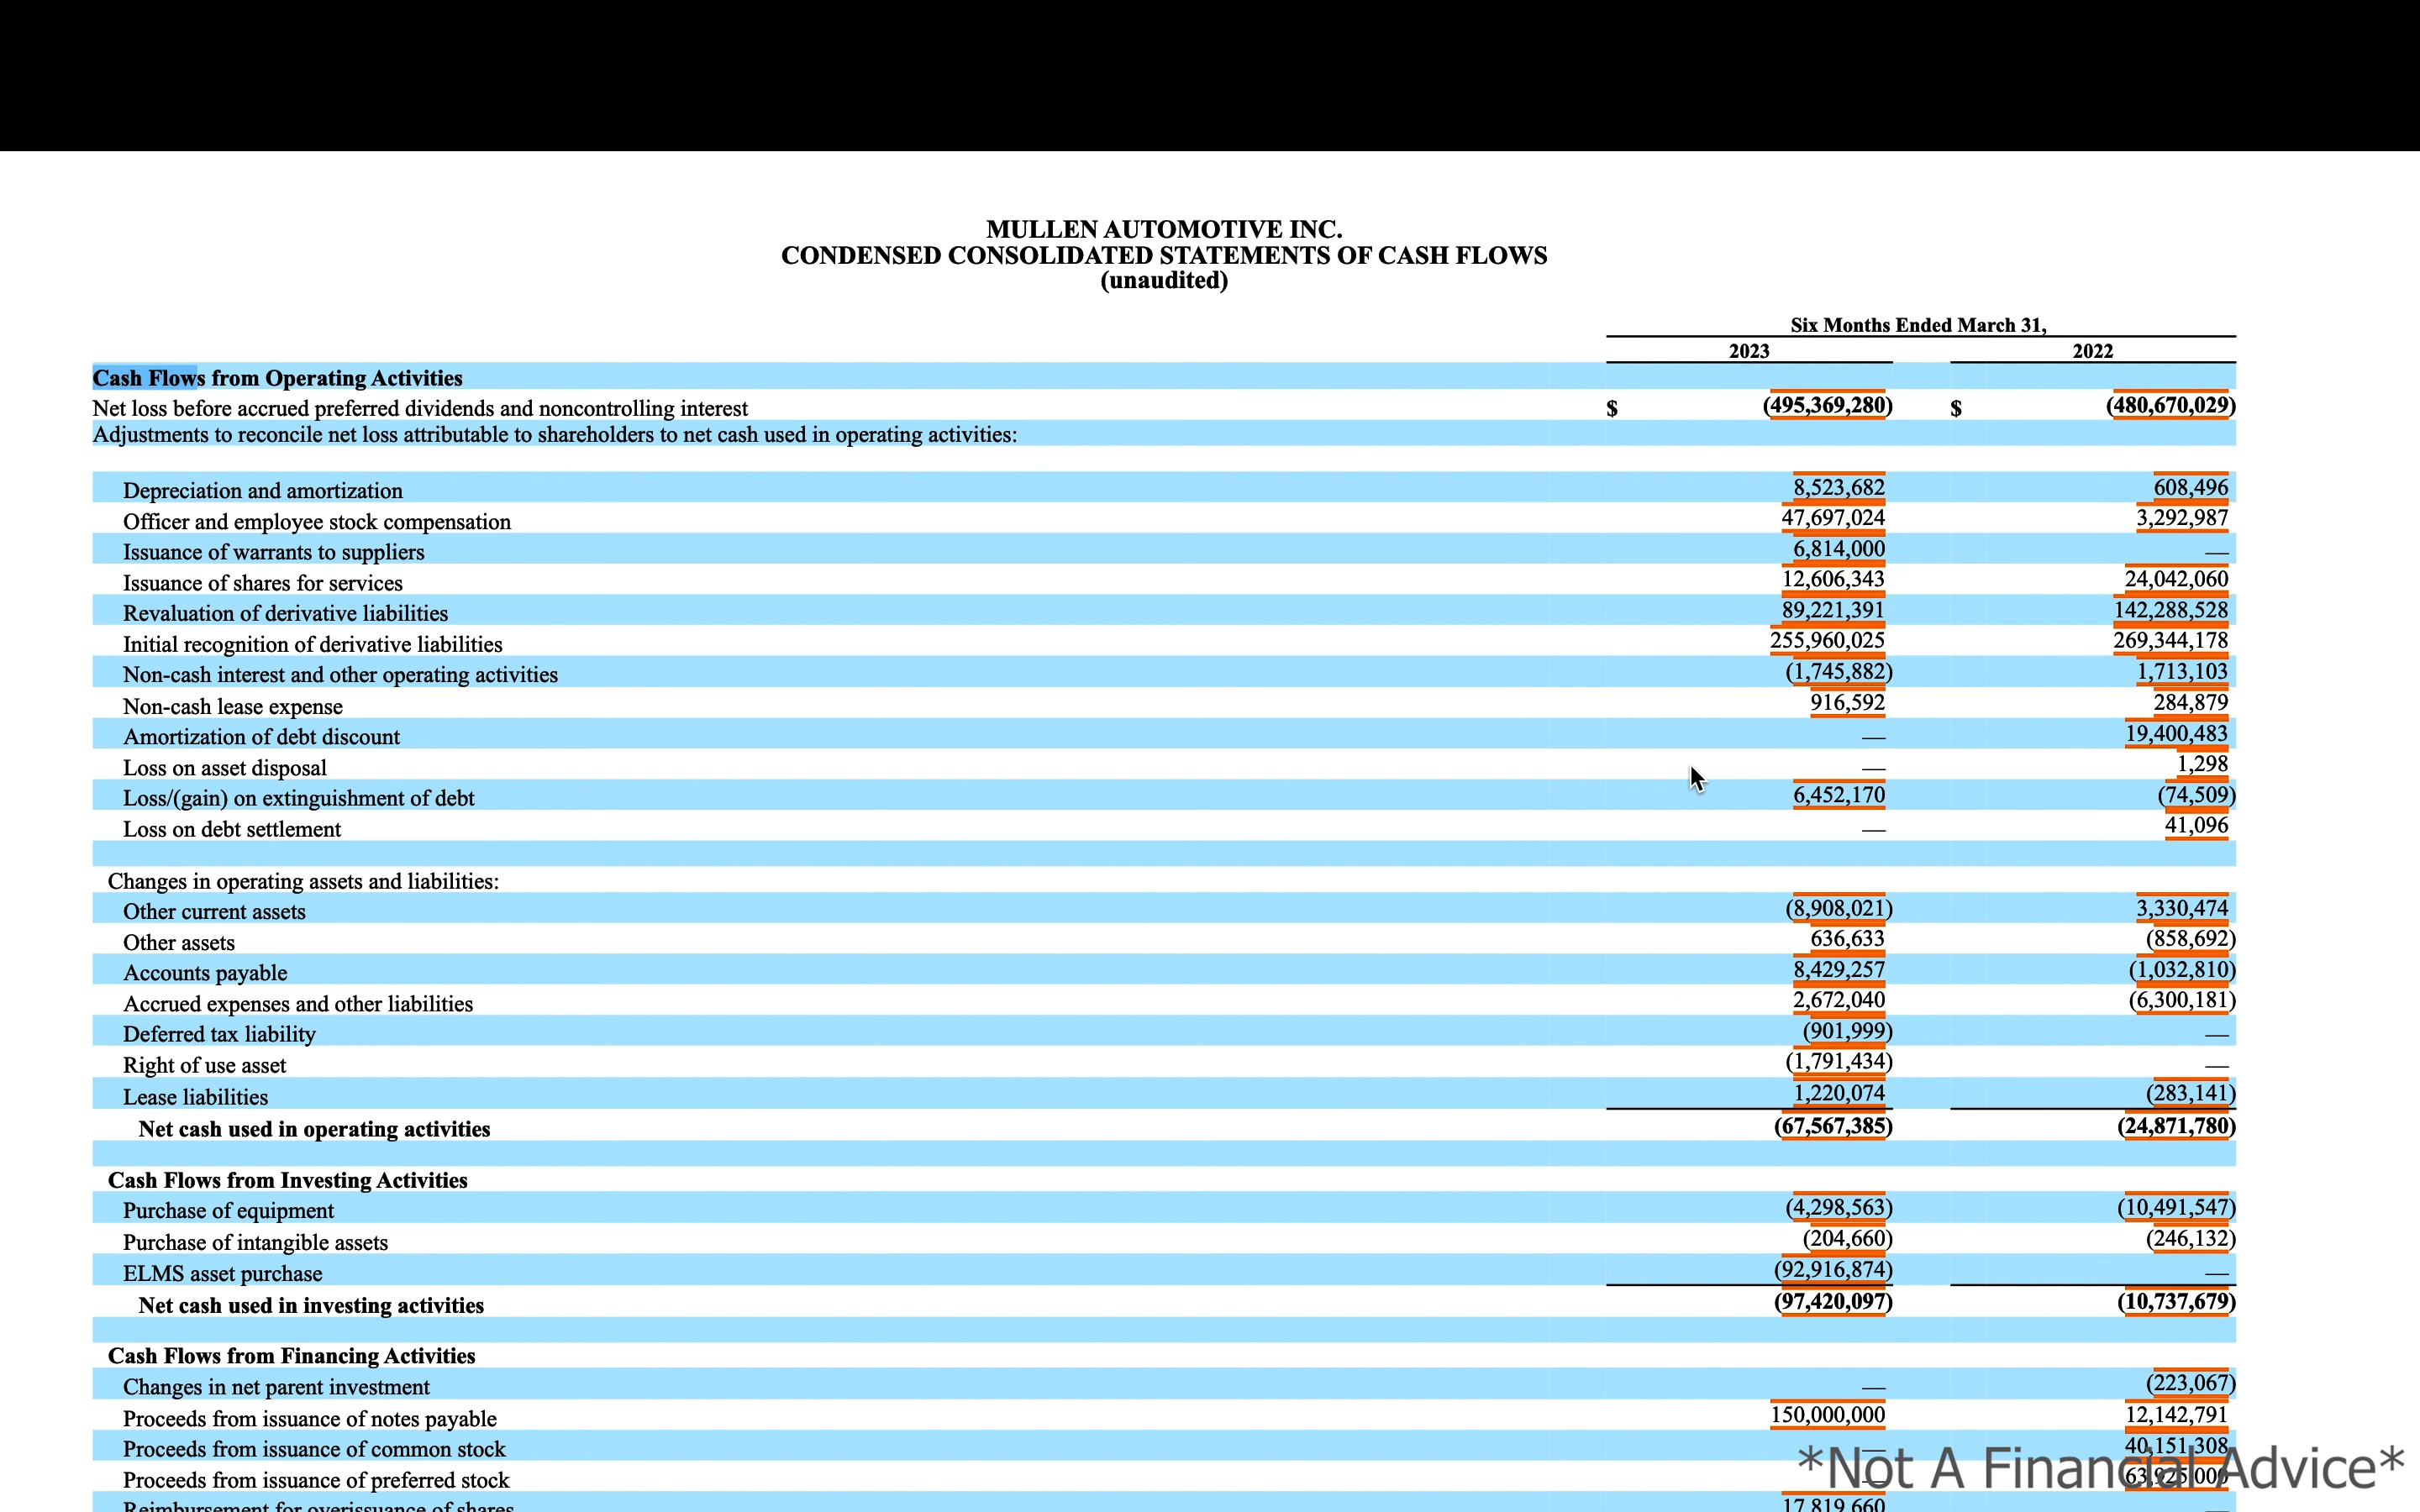 MULLEN AUTOMOTIVE INC.
CONDENSED CONSOLIDATED STATEMENTS OF CASH FLOWS
(unaudited)
Six Months Ended March 31,
2023 2022
Cash Flows from Operating Activities
Net loss before accrued preferred dividends and noncontrolling interest $ (495,369,280) $ (480,670,029)
Adjustments to reconcile net loss attributable to shareholders to net cash used in operating activities:
Depreciation and amortization 8,523,682 608,496
Officer and employee stock compensation 47,697,024 3,292,987
Issuance of warrants to suppliers 6,814,000 —
Issuance of shares for services 12,606,343 24,042,060
Revaluation of derivative liabilities 89,221,391 142,288,528
Initial recognition of derivative liabilities 255,960,025 269,344,178
Non-cash interest and other operating activities (1,745,882) 1,713,103
Non-cash lease expense 916,592 284,879
Amortization of debt discount — 19,400,483
Loss on asset disposal — 1,298
Loss/(gain) on extinguishment of debt 6,452,170 (74,509)
Loss on debt settlement — 41,096
Changes in operating assets and liabilities:
Other current assets (8,908,021) 3,330,474
Other assets 636,633 (858,692)
Accounts payable 8,429,257 (1,032,810)
Accrued expenses and other liabilities 2,672,040 (6,300,181)
Deferred tax liability (901,999) —
Right of use asset (1,791,434) —
Lease liabilities 1,220,074 (283,141)
Net cash used in operating activities (67,567,385) (24,871,780)
Cash Flows from Investing Activities
Purchase of equipment (4,298,563) (10,491,547)
Purchase of intangible assets (204,660) (246,132)
ELMS asset purchase (92,916,874) —
Net cash used in investing activities (97,420,097) (10,737,679)
Cash Flows from Financing Activities
Changes in net parent investment — (223,067)
Proceeds from issuance of notes payable 150,000,000 12,142,791
Proceeds from issuance of common stock — 40,151,308
Proceeds from issuance of preferred stock 63,925,000
Reimbursement for overissuance of shares 17,819,660 —
*Not A Financial Advice*